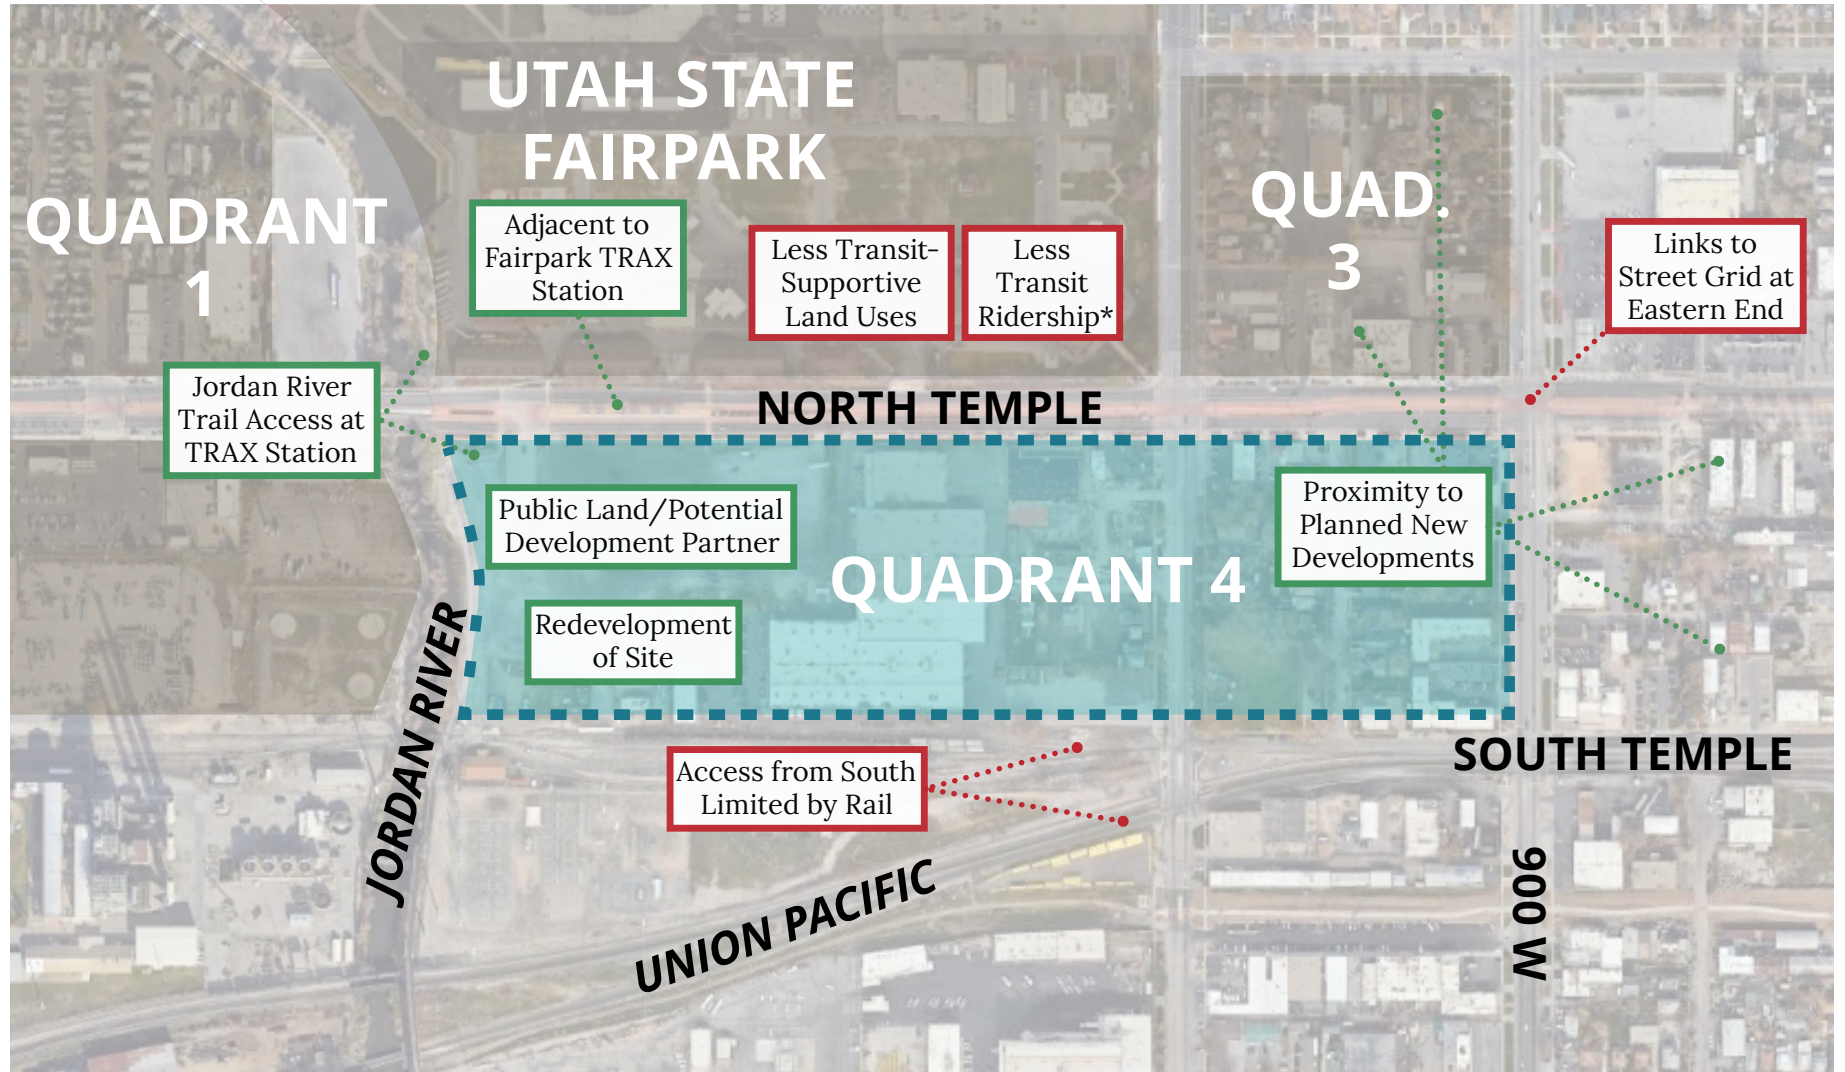 UTAH STATE
FAIRPARK
QUADRANT
1
QUAD.
3
Adjacent to
Fairpark TRAX
Station
Less Transit-
Supportive
Land Uses
Less
Transit
Ridership*
Links to
Street Grid at
Eastern End
Jordan River
Trail Access at
TRAX Station
NORTH TEMPLE
Public Land/Potential
Development Partner
QUADRANT 4
Proximity to
Planned New
Developments
Redevelopment
of Site
JORDAN RIVER
SOUTH TEMPLE
Access from South
Limited by Rail
UNION PACIFIC
900 W